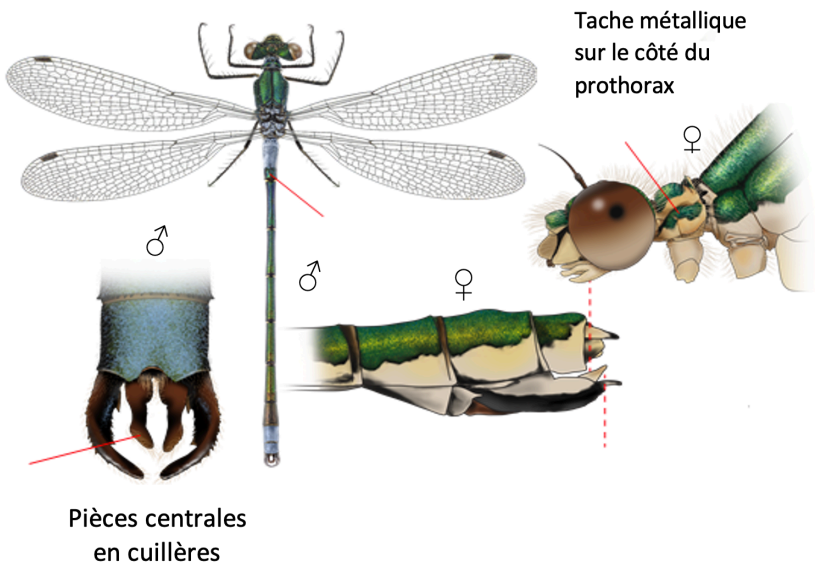 Tache métallique
sur le côté du
prothorax
♀
♂
♂
♀
Pièces centrales
en cuillères